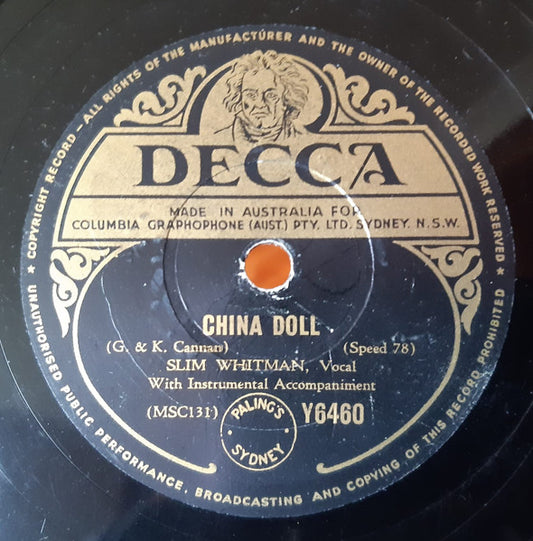 ★ COPYRIGHT RECORD - ALL RIGHTS OF THE MANUFACTURER AND THE OWNER OF THE RECORDED WORK RESERVED ★
DECCA
MADE IN AUSTRALIA FOR
COLUMBIA GRAPHOPHONE (AUST.) PTY. LTD. SYDNEY. N.S.W.
CHINA DOLL
(G. & K. Cannan) (Speed 78)
SLIM WHITMAN, Vocal
With Instrumental Accompaniment
(MSC131) PALING'S SYDNEY Y6460
UNAUTHORISED PUBLIC PERFORMANCE, BROADCASTING AND COPYING OF THIS RECORD PROHIBITED